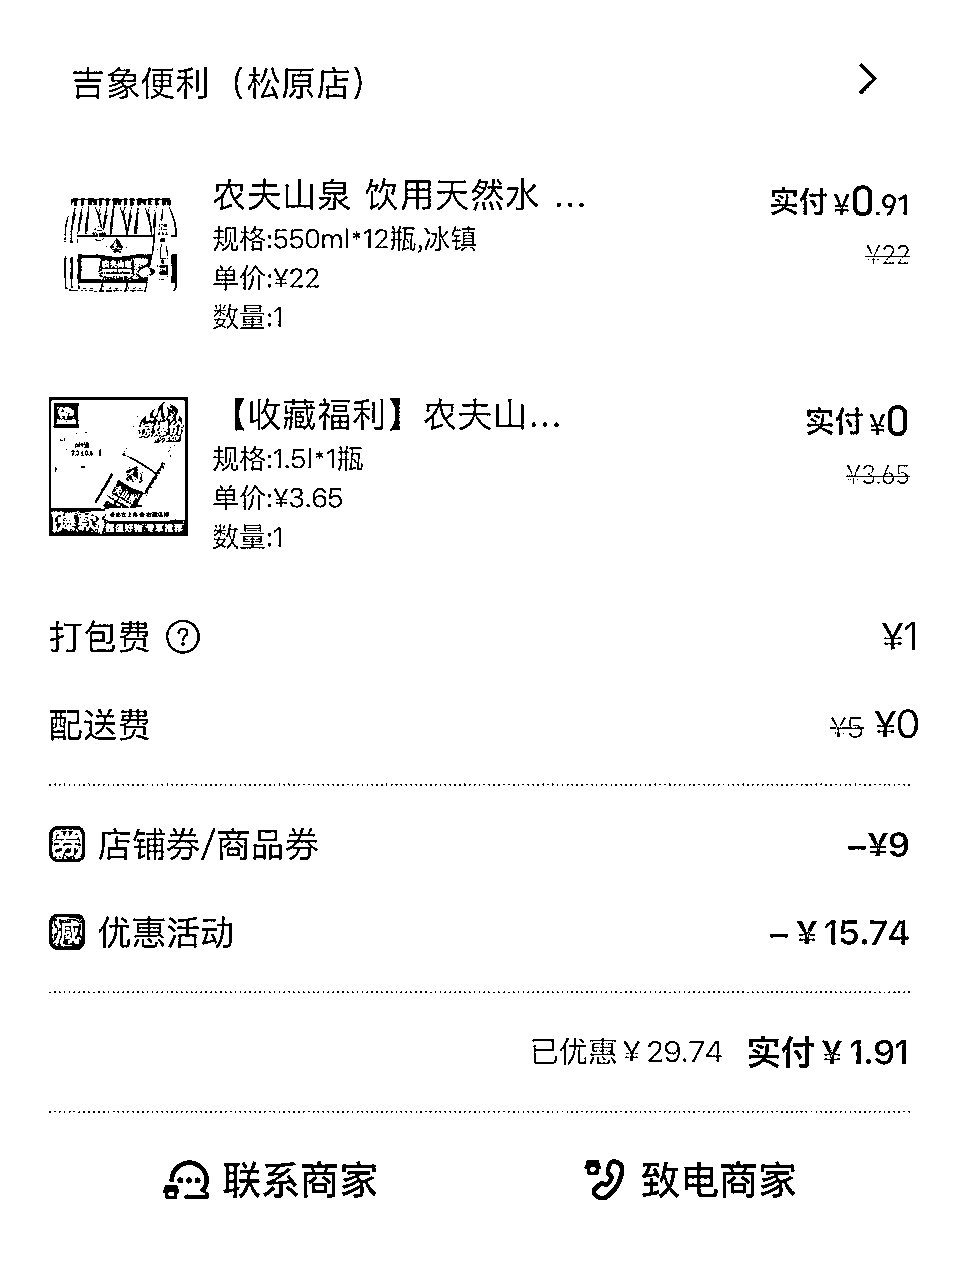 吉象便利（松原店）
农夫山泉 饮用天然水 ...
实付 ¥0.91
规格:550ml*12瓶,冰镇
¥22
单价:¥22
数量:1
【收藏福利】农夫山...
实付 ¥0
规格:1.5l*1瓶
¥3.65
单价:¥3.65
数量:1
打包费 ?
¥1
配送费
¥5 ¥0
券 店铺券/商品券
-¥9
减 优惠活动
- ¥ 15.74
已优惠 ¥ 29.74 实付 ¥ 1.91
联系商家
致电商家